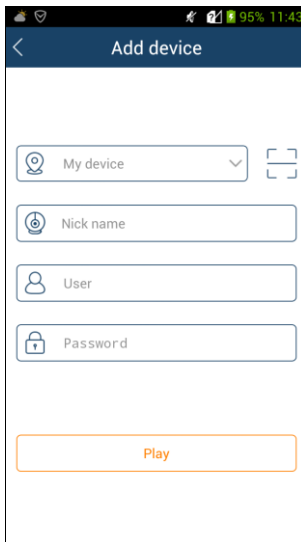 95% 11:43
Add device
My device
Nick name
User
Password
Play